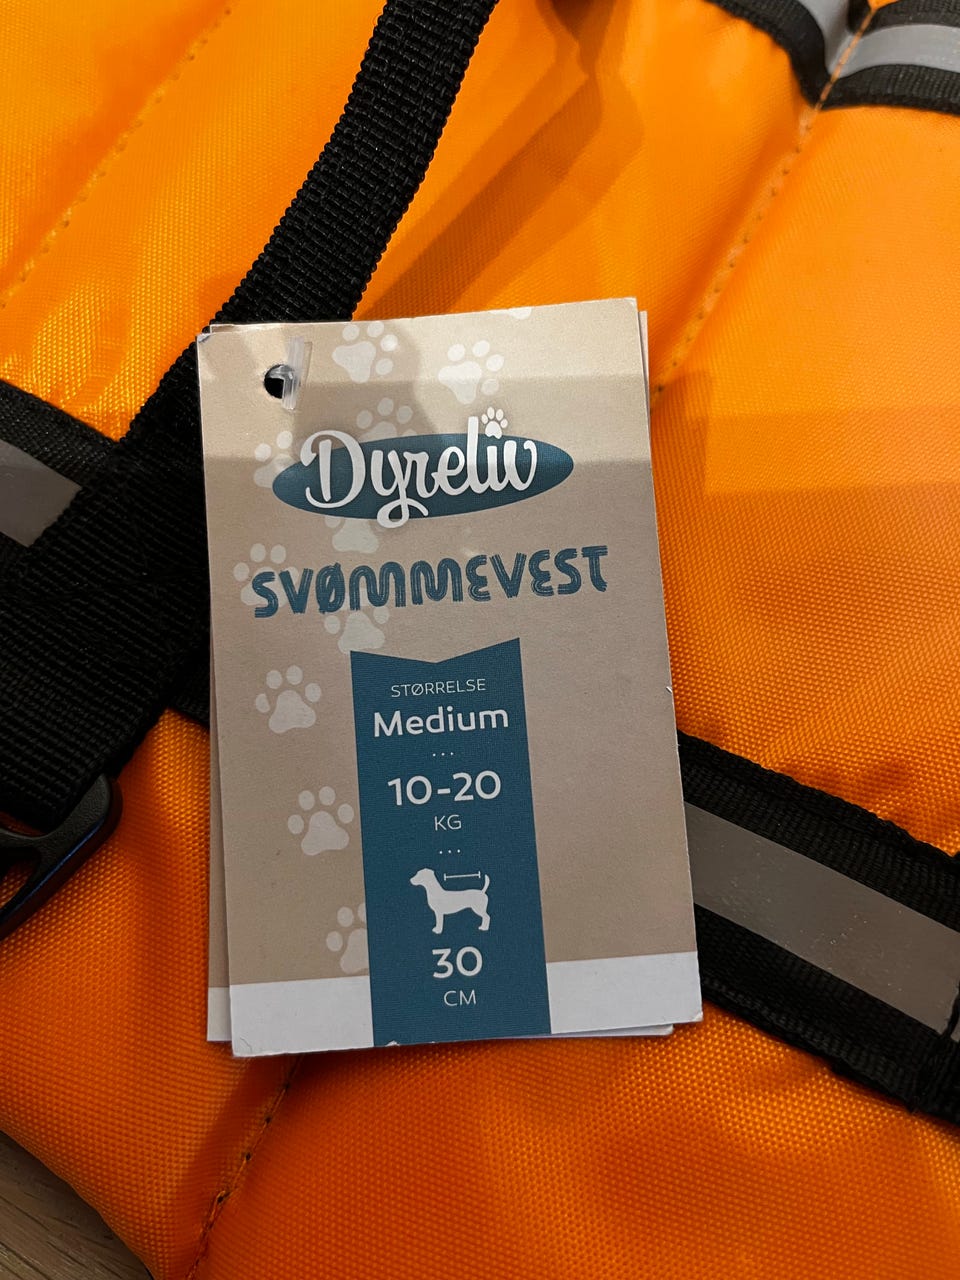 Dyreliv
SVØMMEVEST
STØRRELSE
Medium
...
10-20
KG
...
30
CM